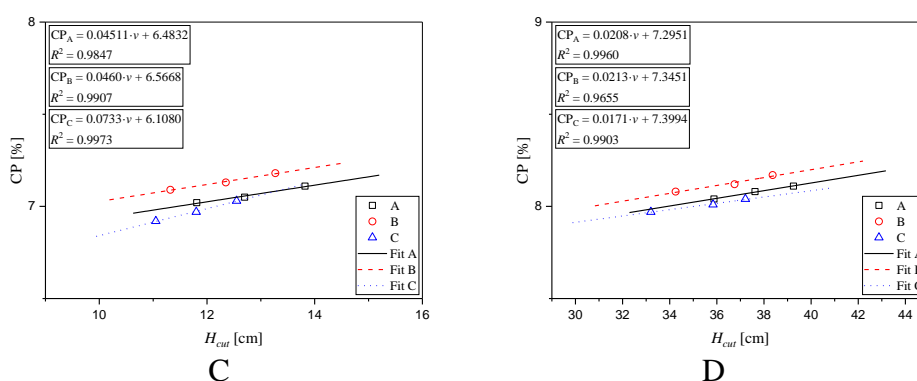 8
CP_A = 0.04511·v + 6.4832
R² = 0.9847
CP_B = 0.0460·v + 6.5668
R² = 0.9907
CP_C = 0.0733·v + 6.1080
R² = 0.9973
CP [%]
7
A
B
C
Fit A
Fit B
Fit C
10 12 14 16
H_cut [cm]
C
9
CP_A = 0.0208·v + 7.2951
R² = 0.9960
CP_B = 0.0213·v + 7.3451
R² = 0.9655
CP_C = 0.0171·v + 7.3994
R² = 0.9903
CP [%]
8
A
B
C
Fit A
Fit B
Fit C
30 32 34 36 38 40 42 44
H_cut [cm]
D